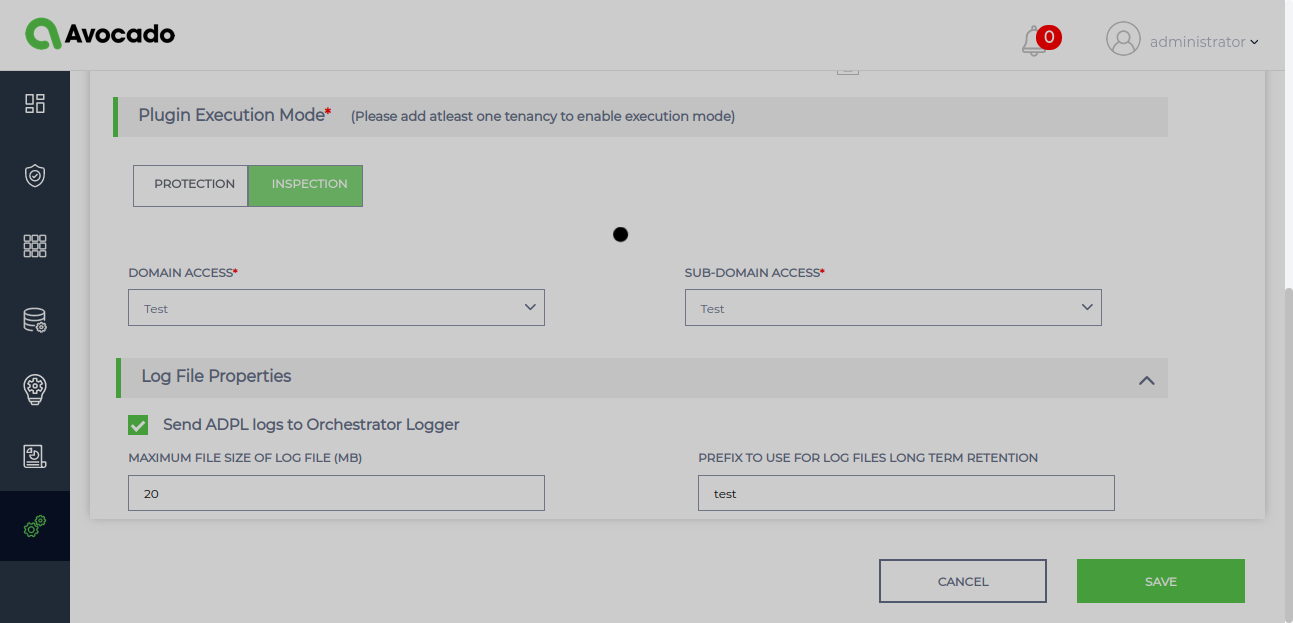 Avocado
0
administrator
Plugin Execution Mode* (Please add atleast one tenancy to enable execution mode)
PROTECTION INSPECTION
DOMAIN ACCESS* SUB-DOMAIN ACCESS*
Test Test
Log File Properties
Send ADPL logs to Orchestrator Logger
MAXIMUM FILE SIZE OF LOG FILE (MB) PREFIX TO USE FOR LOG FILES LONG TERM RETENTION
20 test
CANCEL SAVE